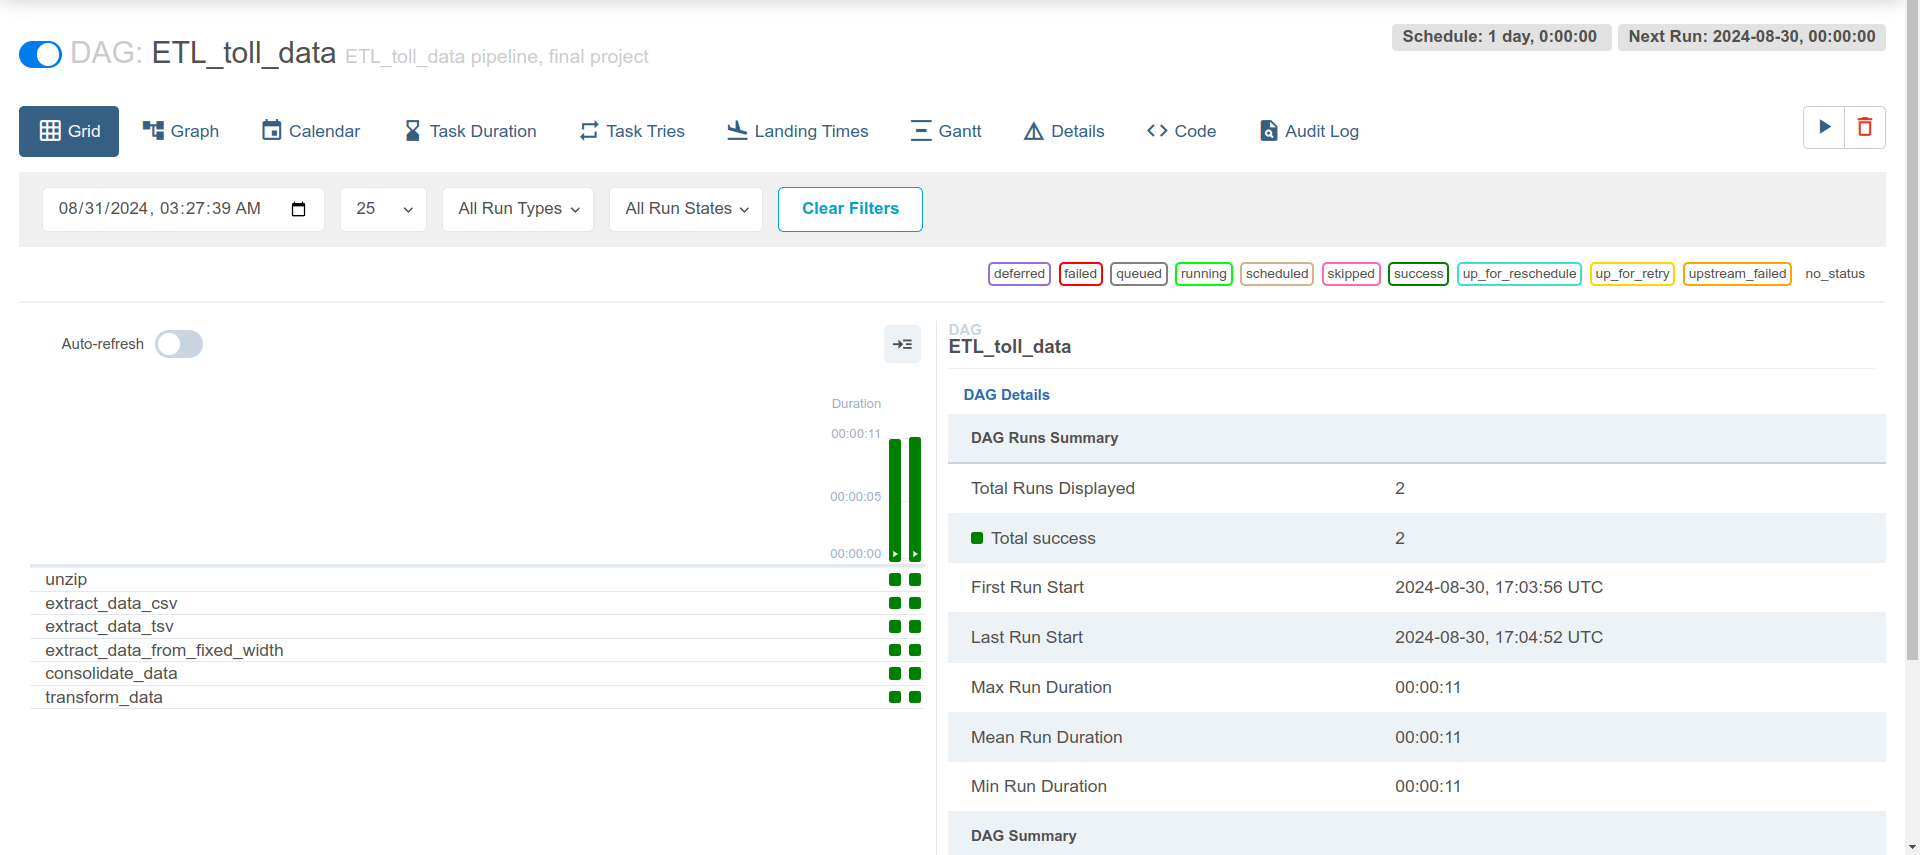 Schedule: 1 day, 0:00:00 Next Run: 2024-08-30, 00:00:00
DAG: ETL_toll_data ETL_toll_data pipeline, final project
Grid Graph Calendar Task Duration Task Tries Landing Times Gantt Details Code Audit Log
08/31/2024, 03:27:39 AM 25 All Run Types All Run States Clear Filters
deferred failed queued running scheduled skipped success up_for_reschedule up_for_retry upstream_failed no_status
Auto-refresh
Duration
00:00:11
00:00:05
00:00:00
unzip
extract_data_csv
extract_data_tsv
extract_data_from_fixed_width
consolidate_data
transform_data
DAG
ETL_toll_data
DAG Details
DAG Runs Summary
Total Runs Displayed 2
Total success 2
First Run Start 2024-08-30, 17:03:56 UTC
Last Run Start 2024-08-30, 17:04:52 UTC
Max Run Duration 00:00:11
Mean Run Duration 00:00:11
Min Run Duration 00:00:11
DAG Summary